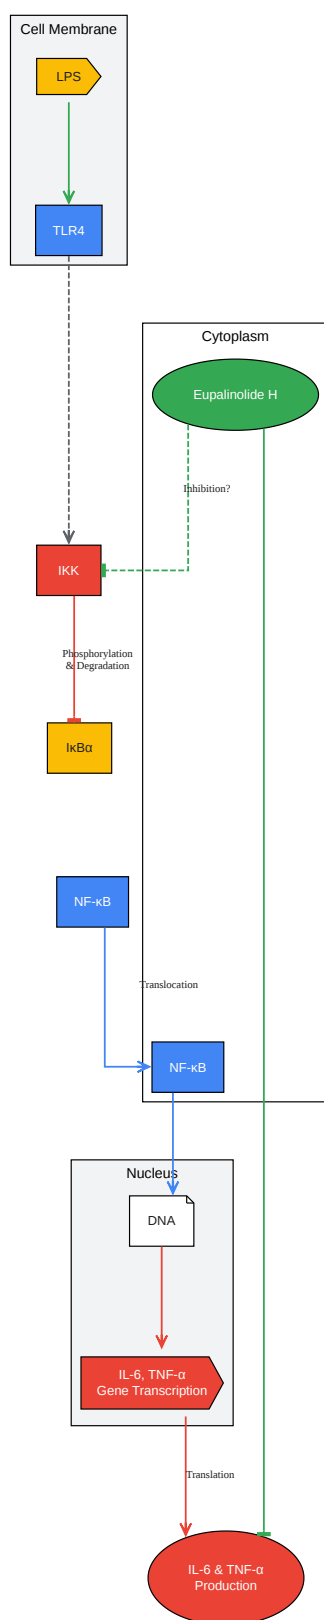 Cell Membrane
LPS
TLR4
Cytoplasm
Eupalinolide H
Inhibition?
IKK
Phosphorylation
& Degradation
IκBα
NF-κB
Translocation
NF-κB
Nucleus
DNA
IL-6, TNF-α
Gene Transcription
Translation
IL-6 & TNF-α
Production